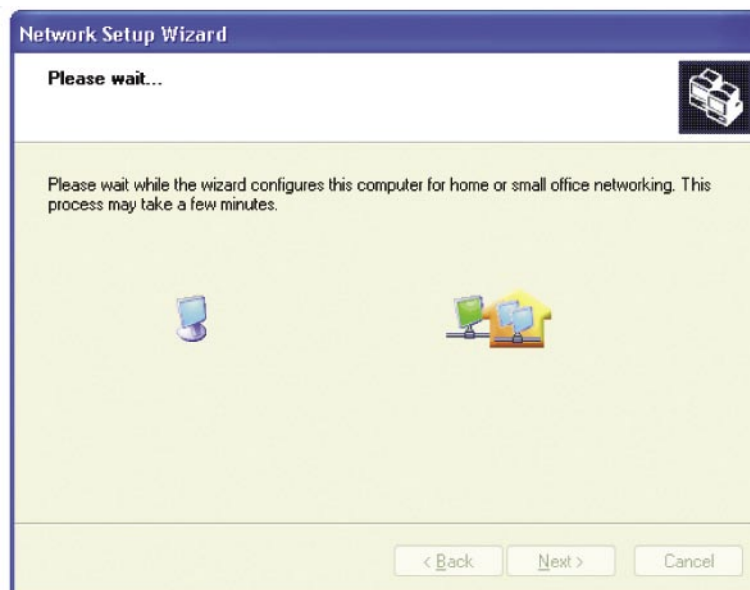 Network Setup Wizard
Please wait...
Please wait while the wizard configures this computer for home or small office networking. This
process may take a few minutes.
< Back
Next >
Cancel